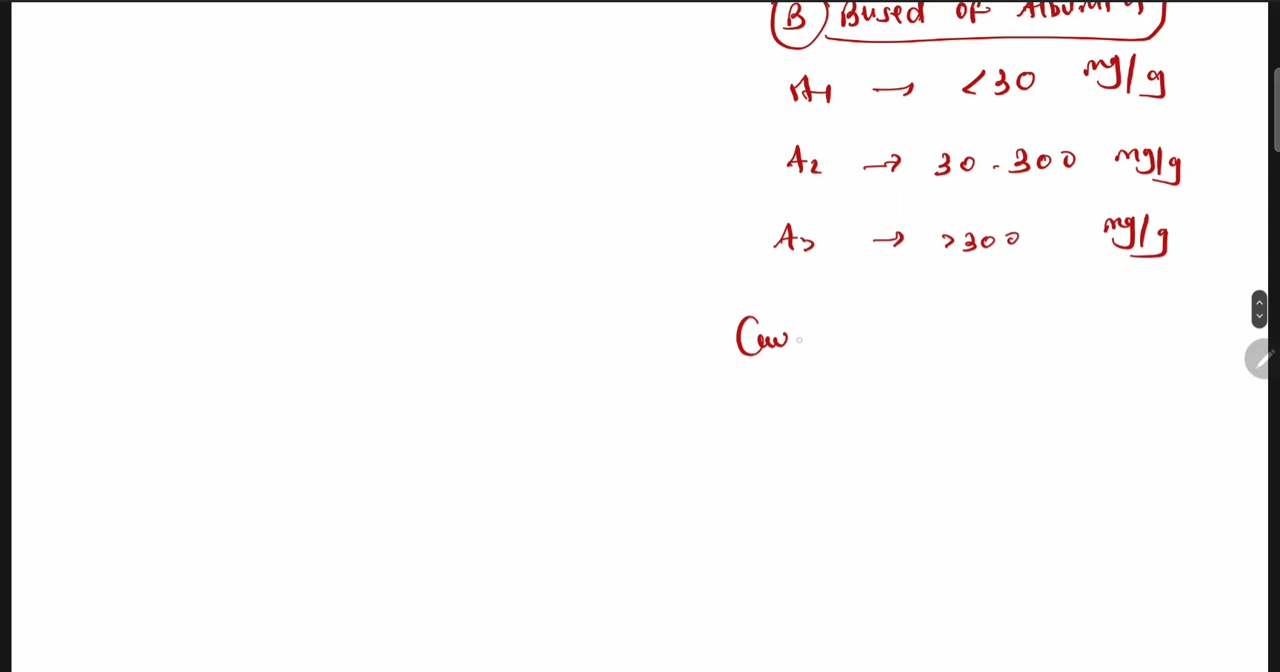 B Based of
A1 → <30 mg/g
A2 → 30-300 mg/g
A3 → >300 mg/g